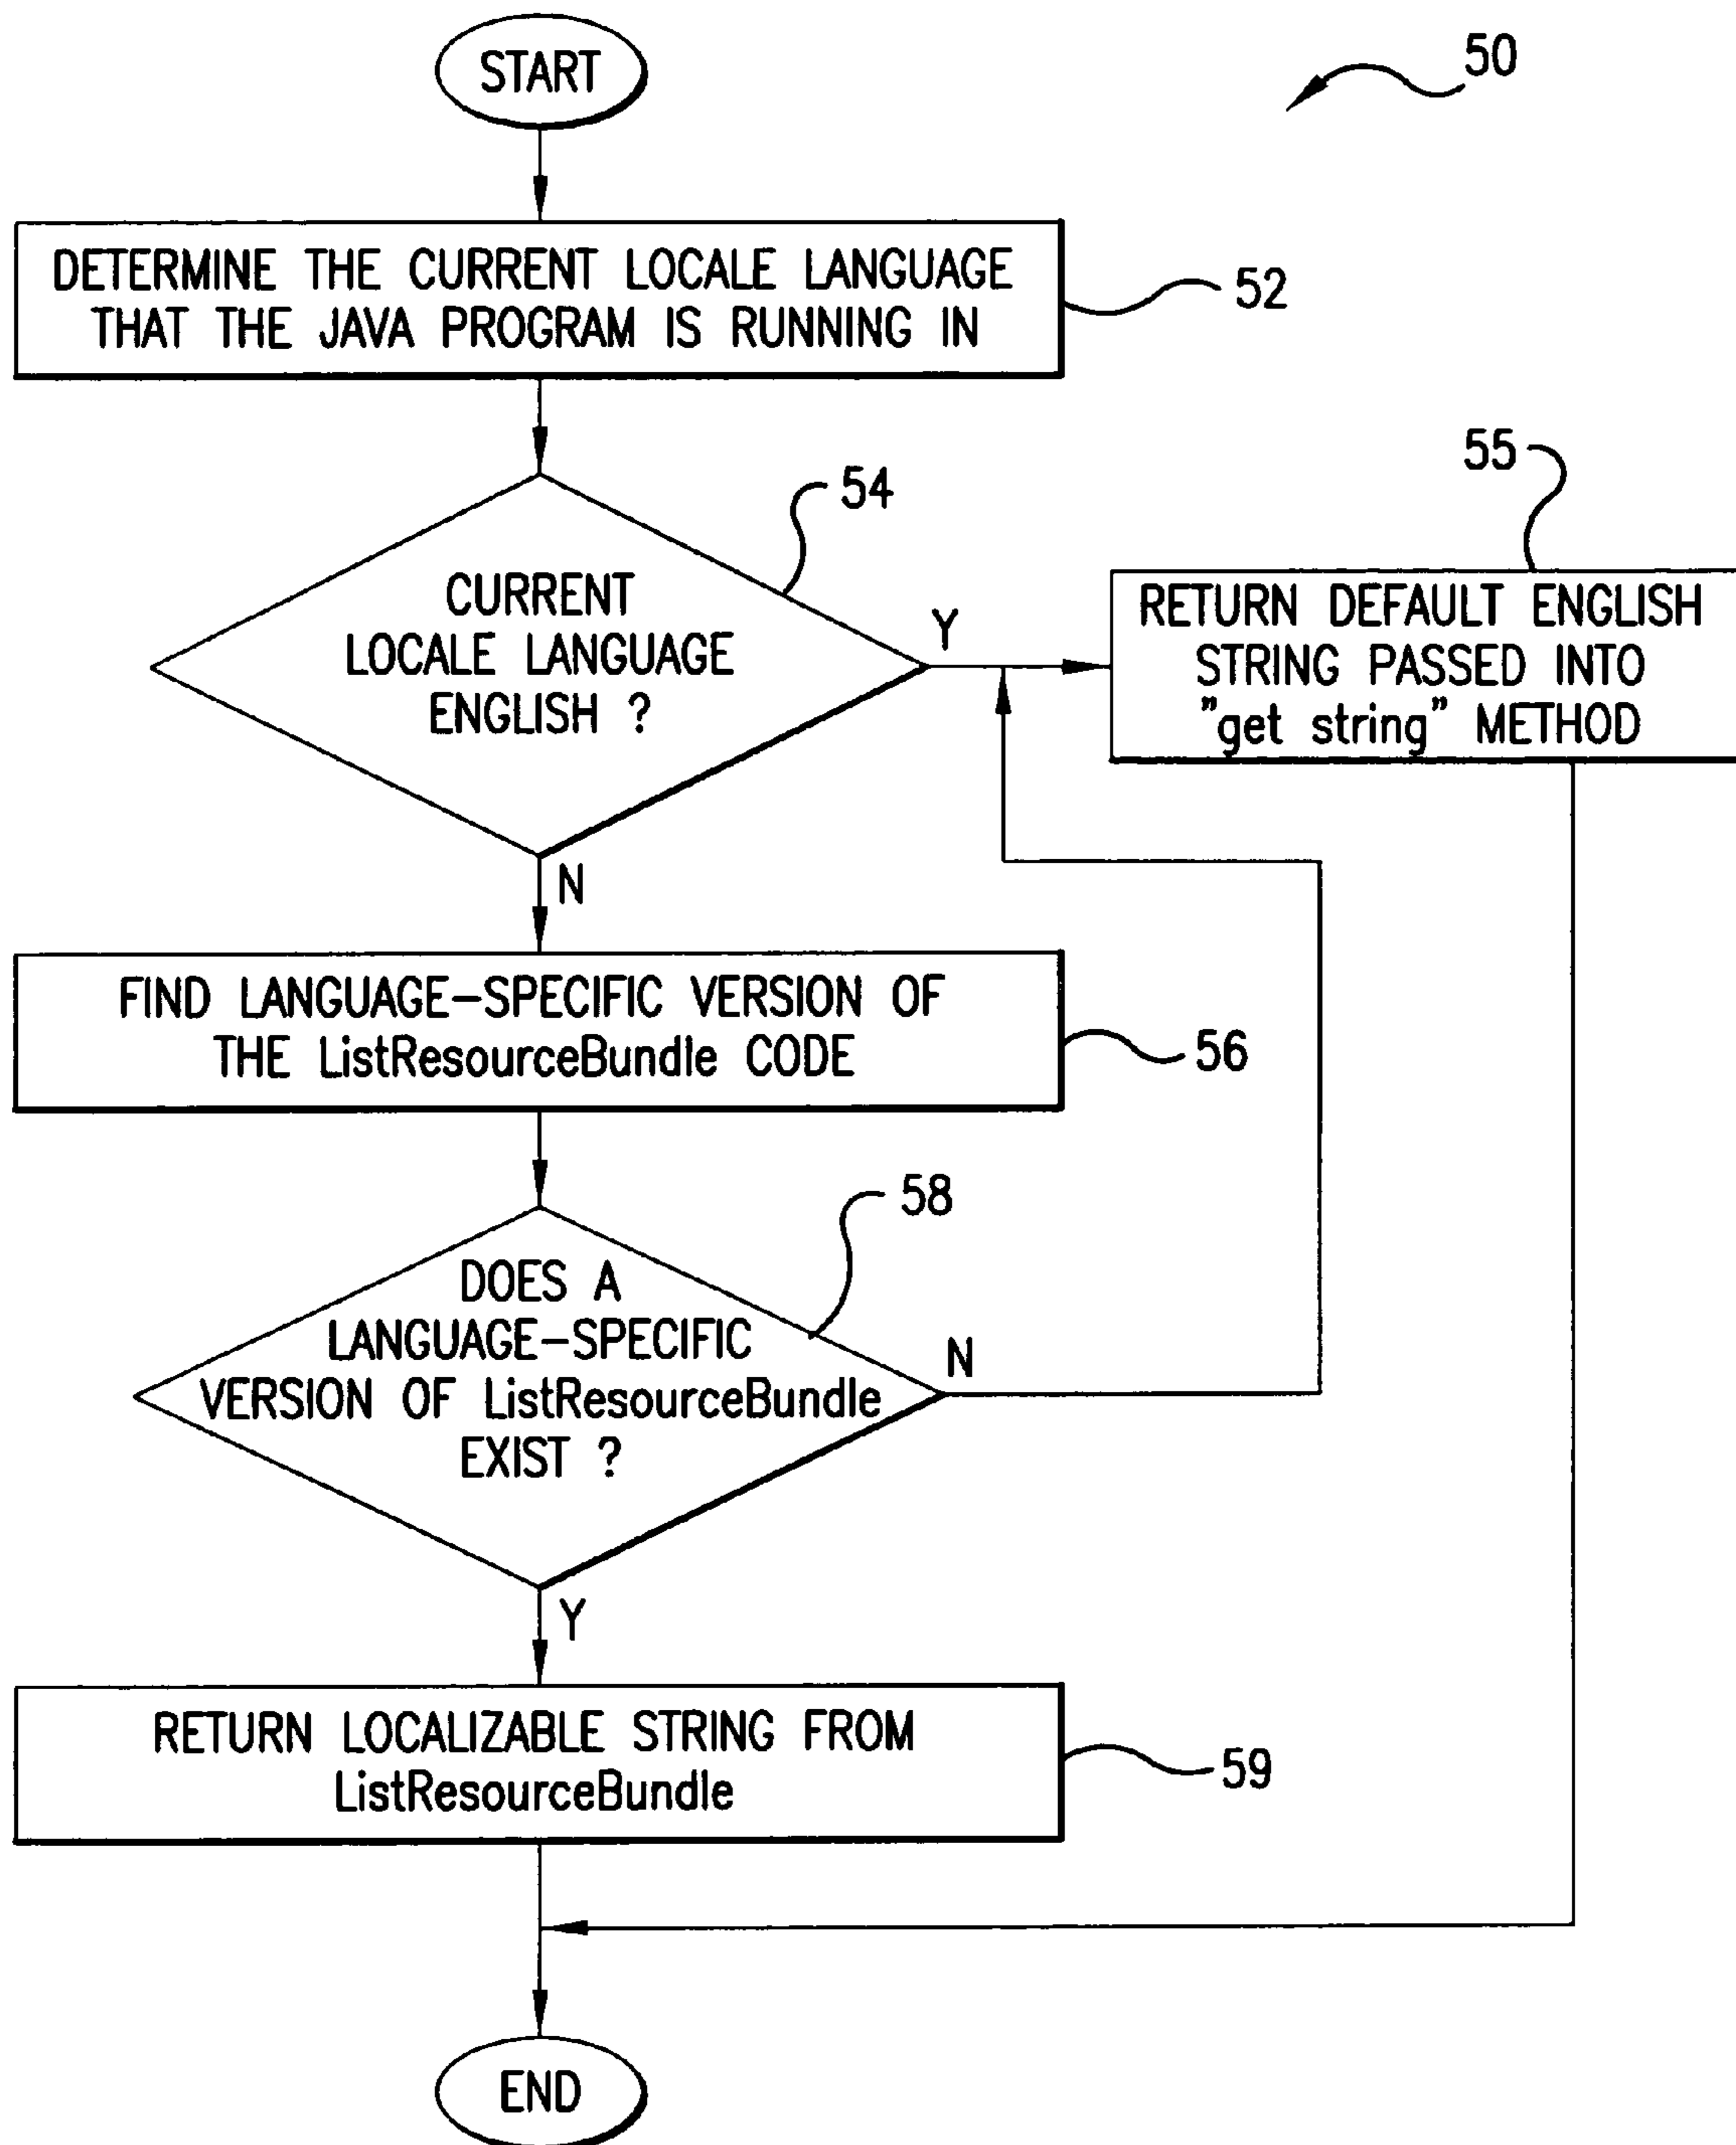 START
50
DETERMINE THE CURRENT LOCALE LANGUAGE
THAT THE JAVA PROGRAM IS RUNNING IN
52
54
CURRENT
LOCALE LANGUAGE
ENGLISH ?
Y
55
RETURN DEFAULT ENGLISH
STRING PASSED INTO
"get string" METHOD
N
FIND LANGUAGE-SPECIFIC VERSION OF
THE ListResourceBundle CODE
56
58
DOES A
LANGUAGE-SPECIFIC
VERSION OF ListResourceBundle
EXIST ?
N
Y
RETURN LOCALIZABLE STRING FROM
ListResourceBundle
59
END